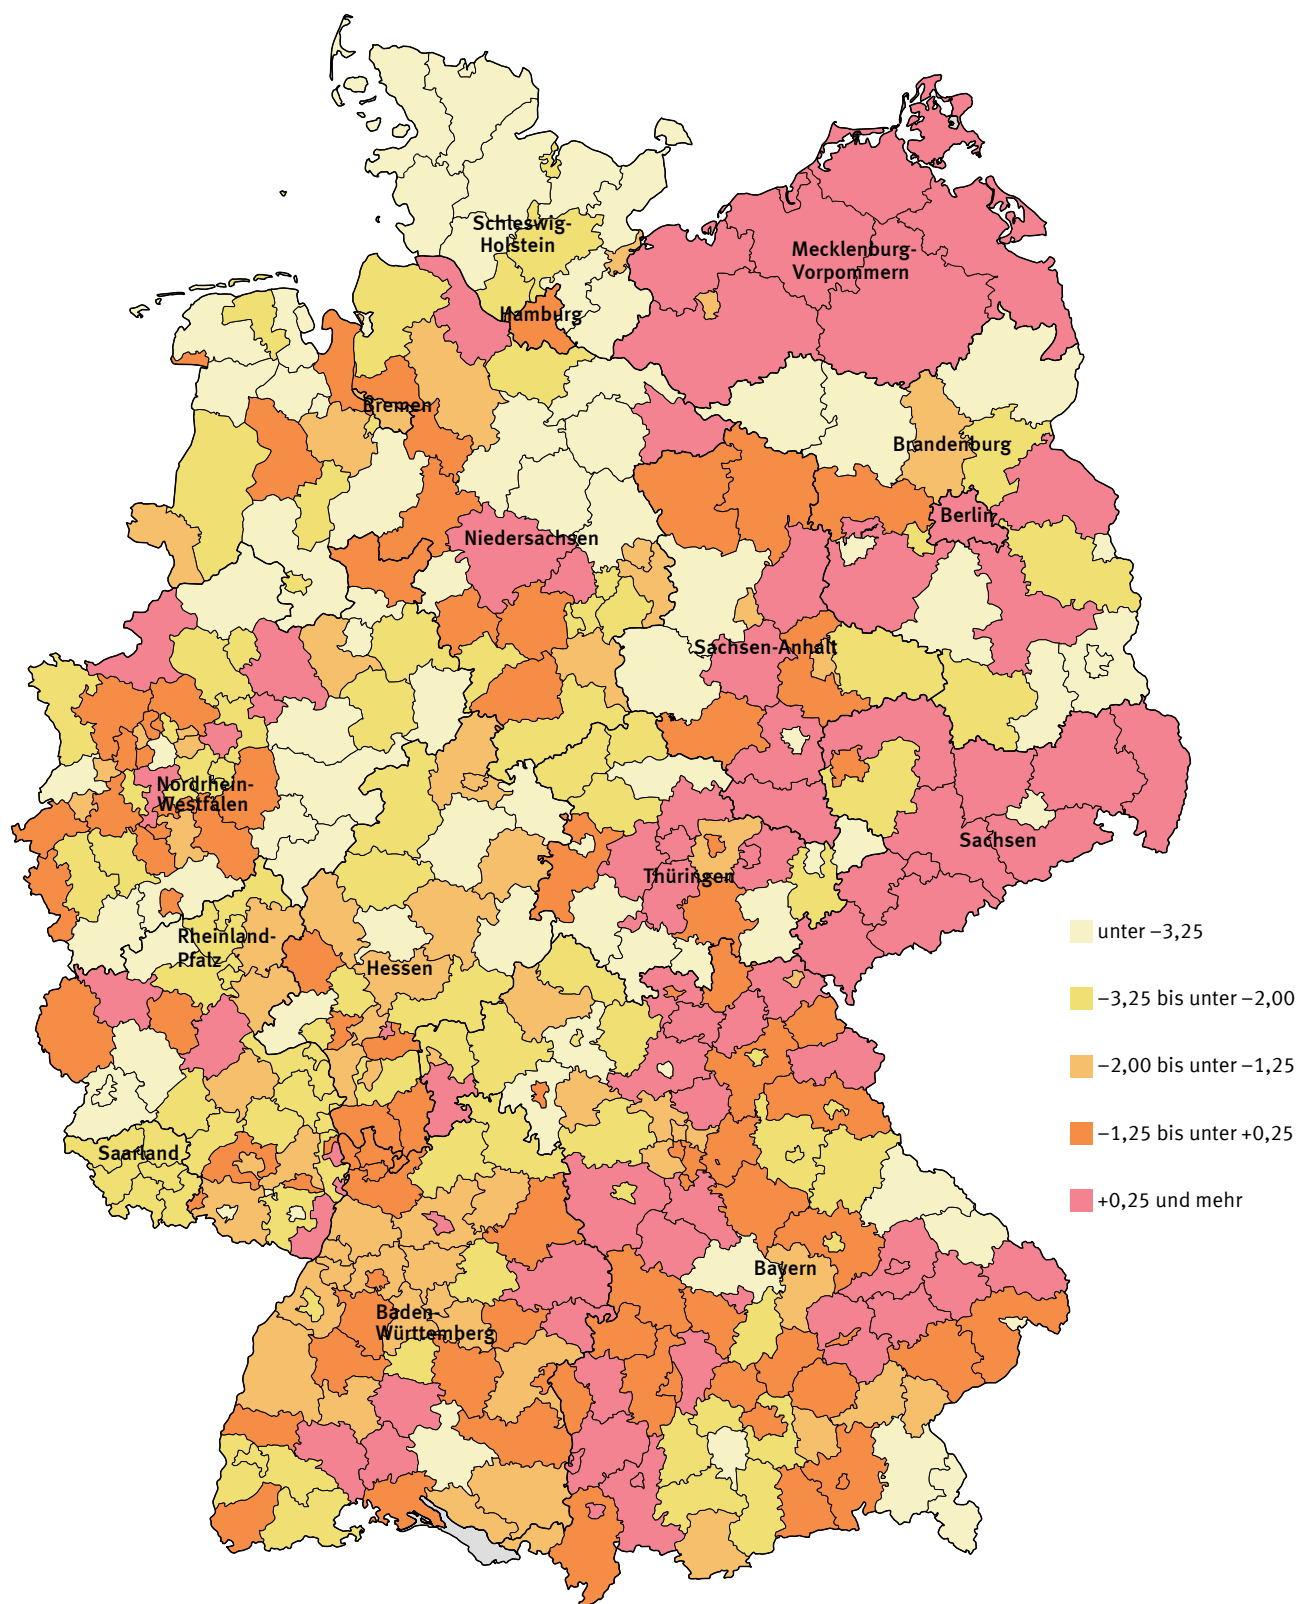 Schleswig-
Holstein
Mecklenburg-
Vorpommern
Hamburg
Bremen
Brandenburg
Berlin
Niedersachsen
Sachsen-Anhalt
Nordrhein-
Westfalen
Sachsen
Thüringen
Rheinland-
Pfalz
Hessen
Saarland
Bayern
Baden-
Württemberg
unter –3,25
–3,25 bis unter –2,00
–2,00 bis unter –1,25
–1,25 bis unter +0,25
+0,25 und mehr